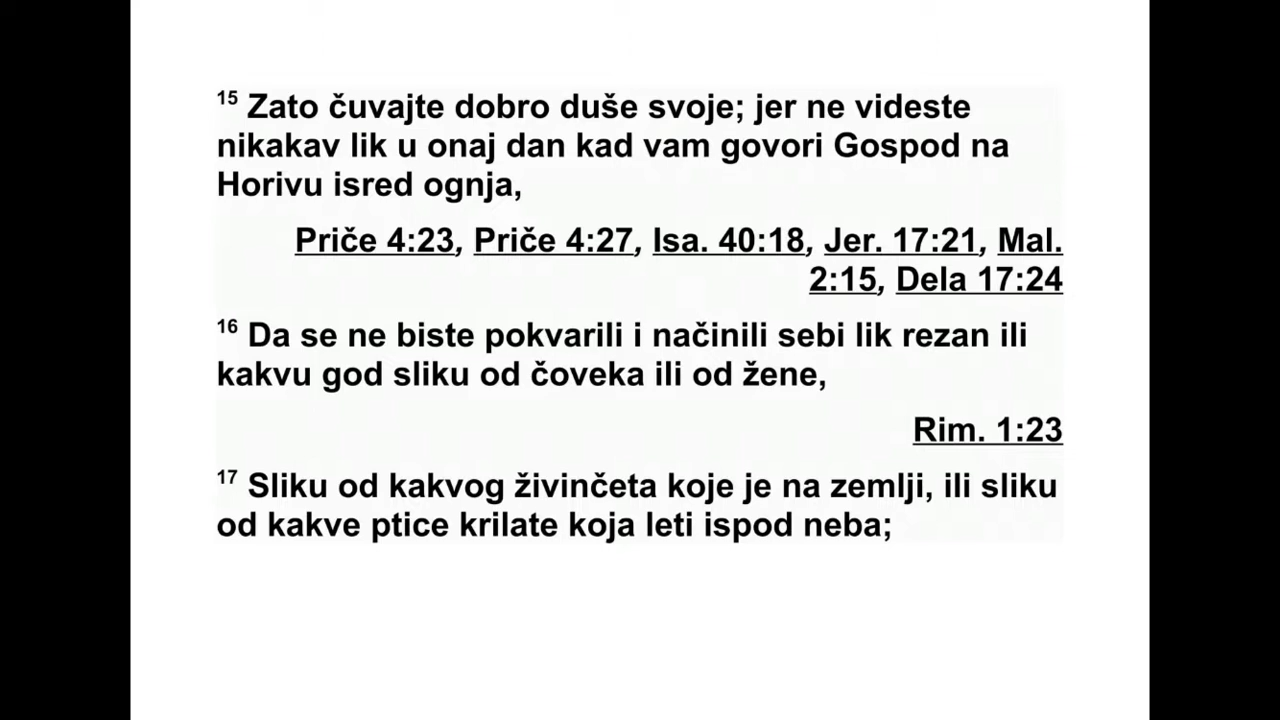 15 Zato čuvajte dobro duše svoje; jer ne videste
nikakav lik u onaj dan kad vam govori Gospod na
Horivu isred ognja,
Priče 4:23, Priče 4:27, Isa. 40:18, Jer. 17:21, Mal.
2:15, Dela 17:24
16 Da se ne biste pokvarili i načinili sebi lik rezan ili
kakvu god sliku od čoveka ili od žene,
Rim. 1:23
17 Sliku od kakvog živinčeta koje je na zemlji, ili sliku
od kakve ptice krilate koja leti ispod neba;